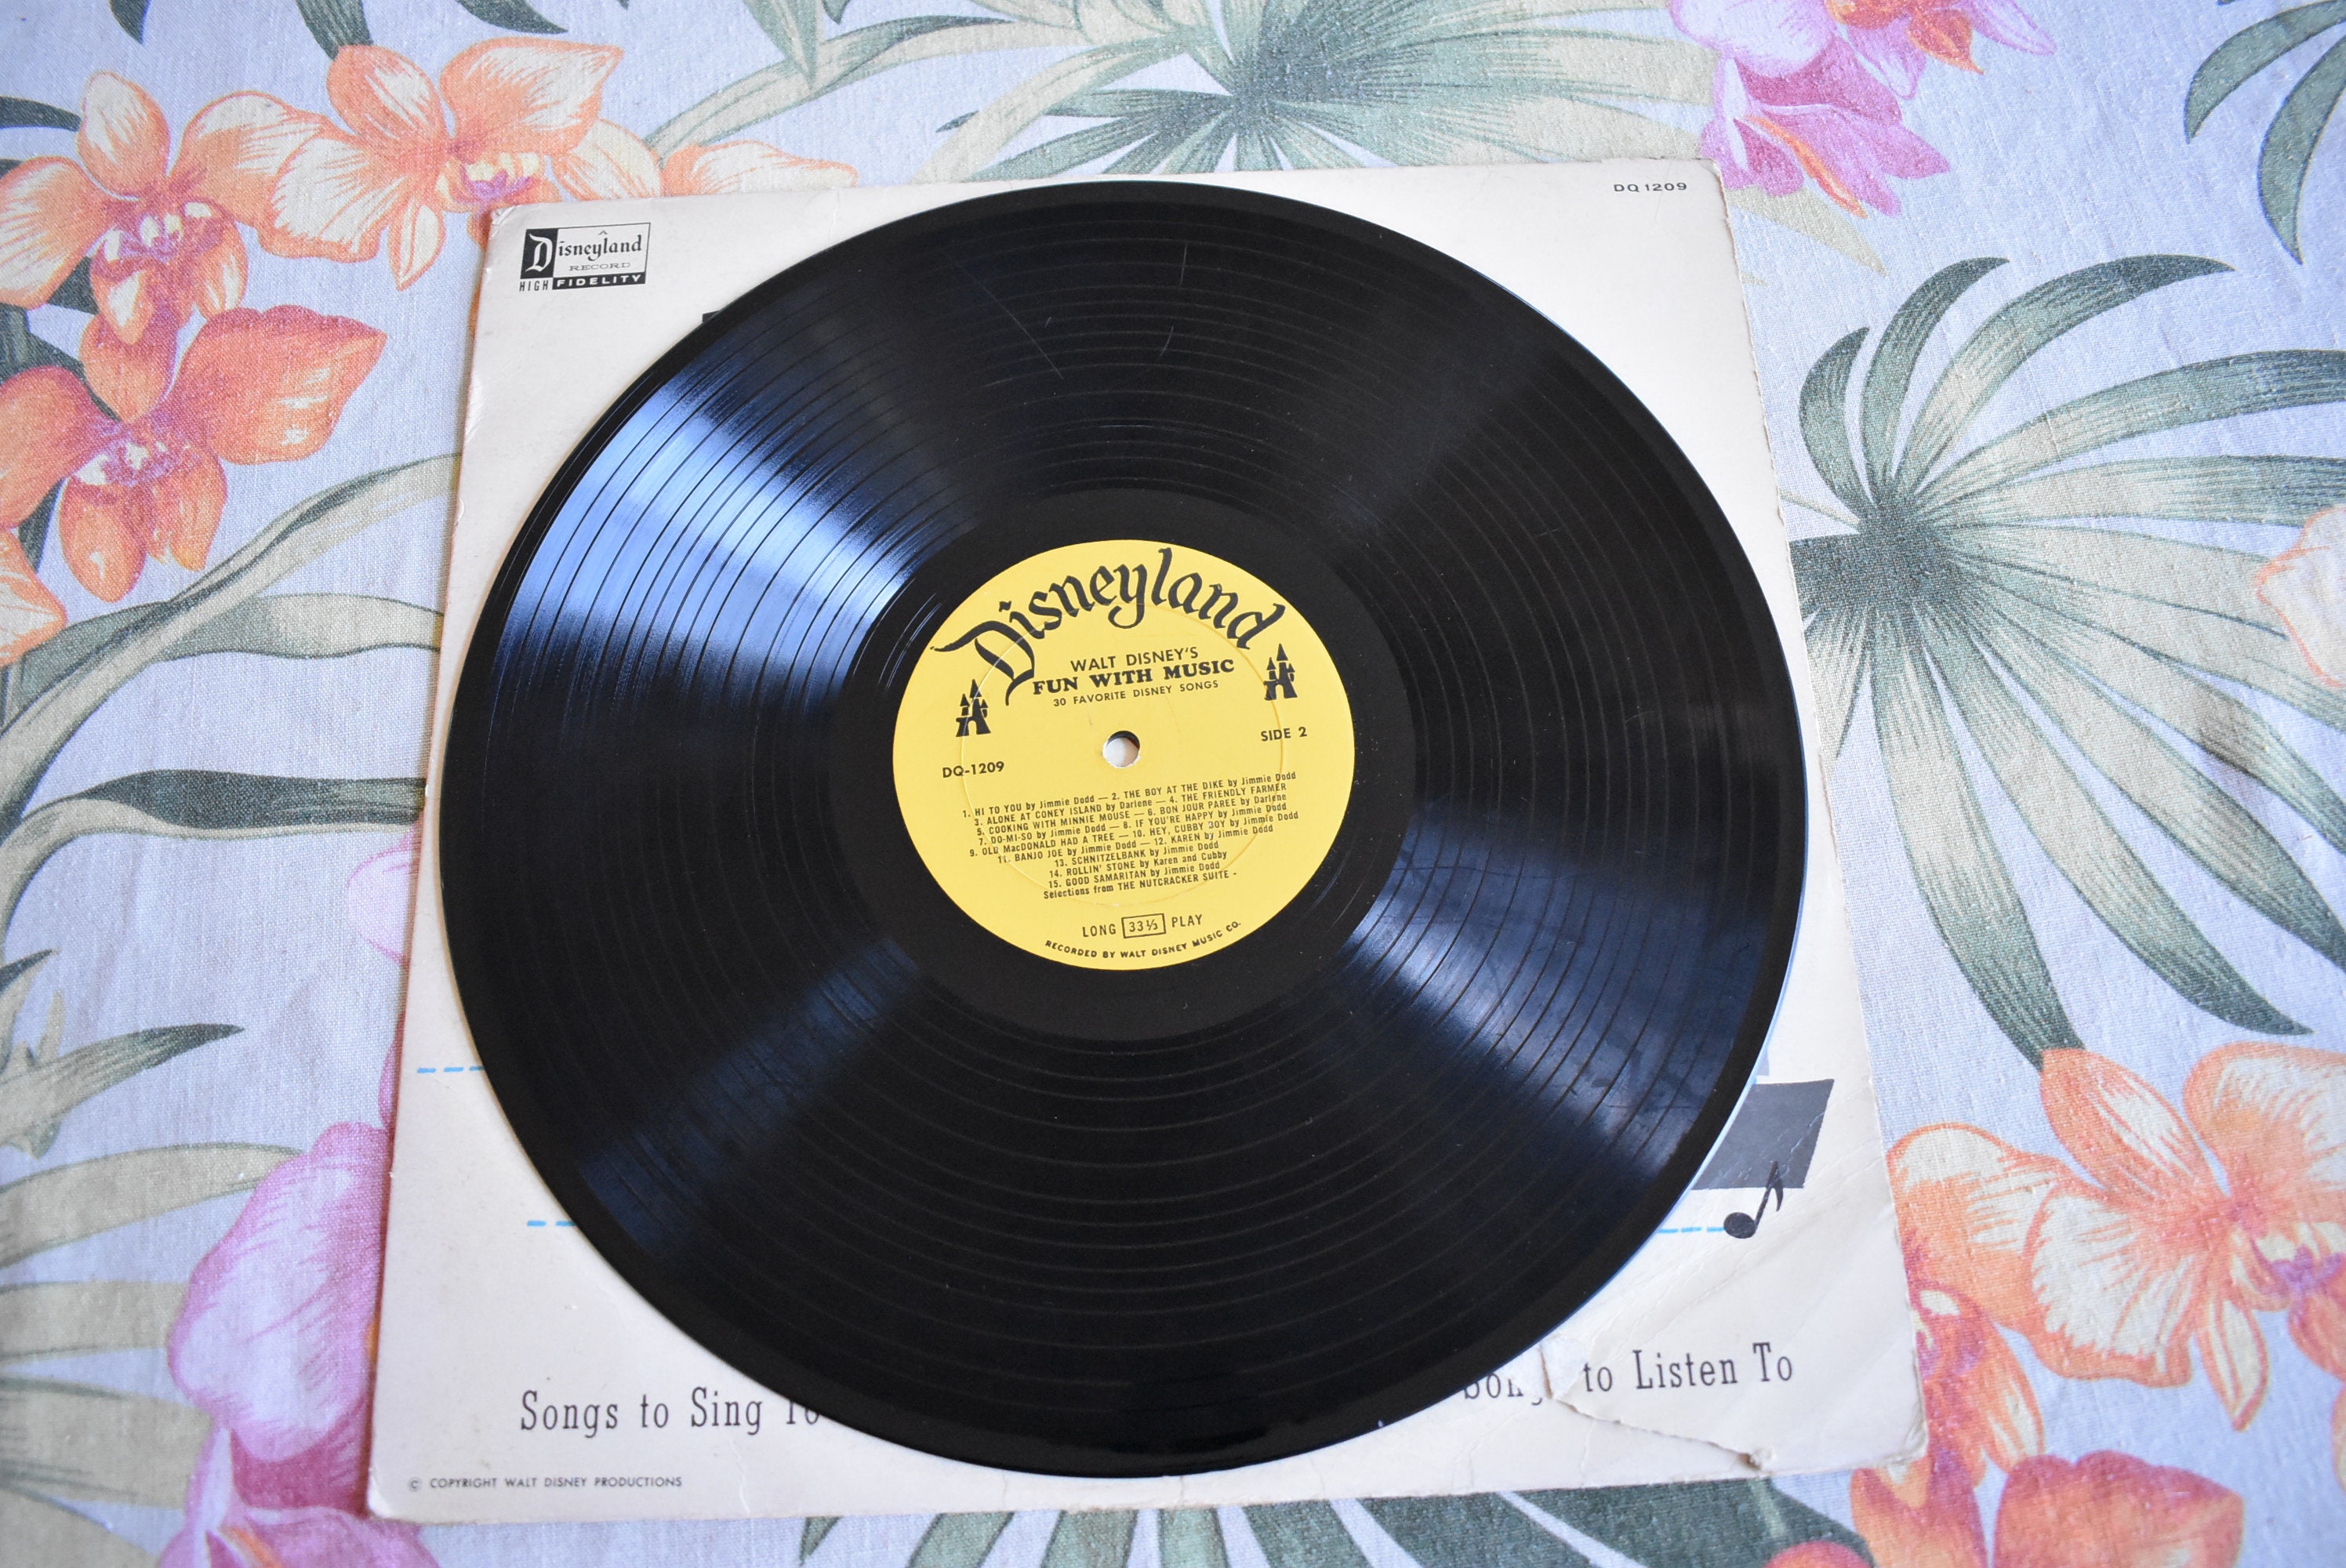 Disneyland
RECORD
HIGH FIDELITY
DQ 1209
Disneyland
WALT DISNEY'S
FUN WITH MUSIC
30 FAVORITE DISNEY SONGS
DQ-1209
SIDE 2
1. HI TO YOU by Jimmie Dodd — 2. THE BOY AT THE DIKE by Jimmie Dodd
3. ALONE AT CONEY ISLAND by Darlene — 4. THE FRIENDLY FARMER
5. COOKING WITH MINNIE MOUSE — 6. BON JOUR PAREE by Darlene
7. DO-MI-SO by Jimmie Dodd — 8. IF YOU'RE HAPPY by Jimmie Dodd
9. OLD MacDONALD HAD A TREE — 10. HEY, CUBBY BOY by Jimmie Dodd
11. BANJO JOE by Jimmie Dodd — 12. KAREN by Jimmie Dodd
13. SCHNITZELBANK by Jimmie Dodd
14. ROLLIN' STONE by Karen and Cubby
15. GOOD SAMARITAN by Jimmie Dodd
Selections from THE NUTCRACKER SUITE -
LONG 33⅓ PLAY
RECORDED BY WALT DISNEY MUSIC CO.
Songs to Sing To
to Listen To
© COPYRIGHT WALT DISNEY PRODUCTIONS